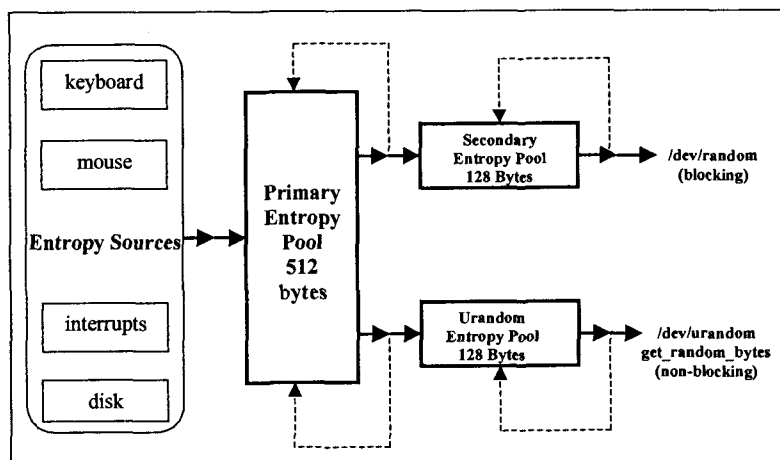 keyboard
mouse
Entropy Sources
interrupts
disk
Primary
Entropy
Pool
512
bytes
Secondary
Entropy Pool
128 Bytes
/dev/random
(blocking)
Urandom
Entropy Pool
128 Bytes
/dev/urandom
get_random_bytes
(non-blocking)